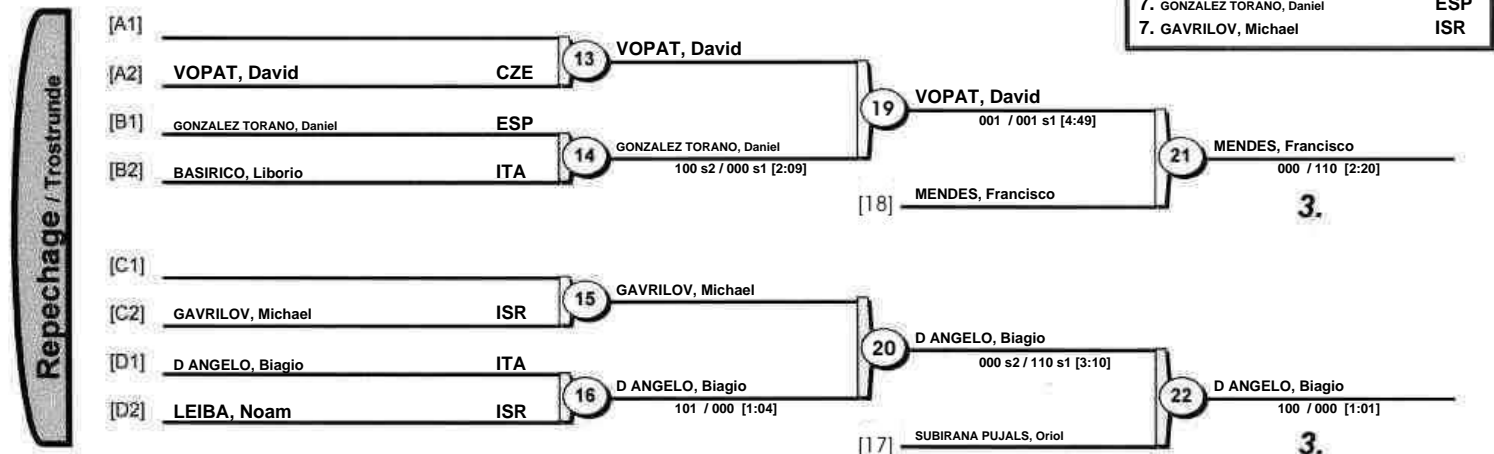 7. GONZALEZ TORANO, Daniel ESP
7. GAVRILOV, Michael ISR
Repechage / Trostrunde
[A1]
[A2] VOPAT, David CZE
13 VOPAT, David
[B1] GONZALEZ TORANO, Daniel ESP
[B2] BASIRICO, Liborio ITA
14 GONZALEZ TORANO, Daniel
100 s2 / 000 s1 [2:09]
19 VOPAT, David
001 / 001 s1 [4:49]
[18] MENDES, Francisco
21 MENDES, Francisco
000 / 110 [2:20]
3.
[C1]
[C2] GAVRILOV, Michael ISR
15 GAVRILOV, Michael
[D1] D ANGELO, Biagio ITA
[D2] LEIBA, Noam ISR
16 D ANGELO, Biagio
101 / 000 [1:04]
20 D ANGELO, Biagio
000 s2 / 110 s1 [3:10]
[17] SUBIRANA PUJALS, Oriol
22 D ANGELO, Biagio
100 / 000 [1:01]
3.